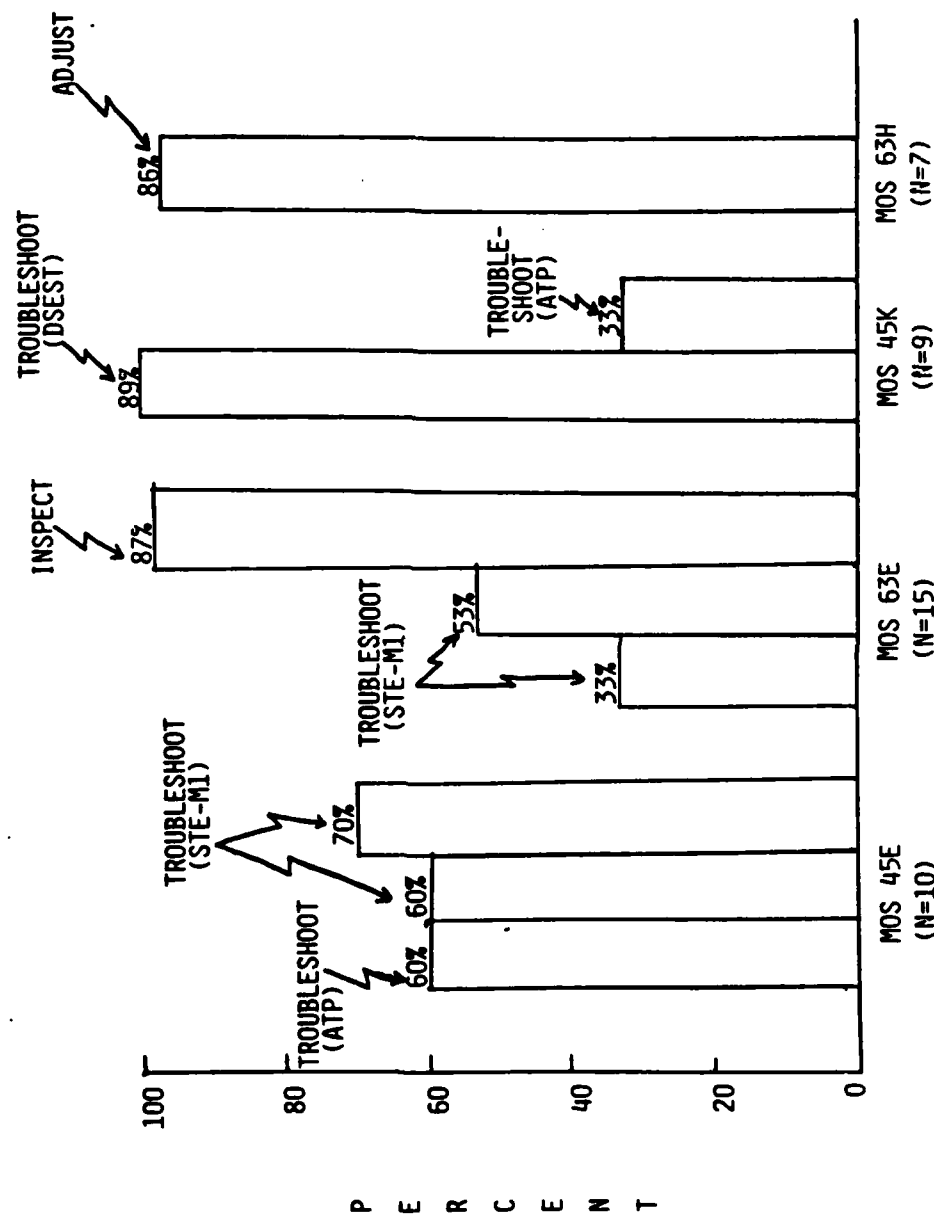 P
E
R
C
E
N
T
100
80
60
40
20
0
TROUBLESHOOT
(ATP)
60%
TROUBLESHOOT
(STE-M1)
60%
70%
MOS 45E
(N=10)
TROUBLESHOOT
(STE-M1)
33%
53%
INSPECT
87%
MOS 63E
(N=15)
TROUBLESHOOT
(DSEST)
89%
TROUBLE-
SHOOT
(ATP)
33%
MOS 45K
(N=9)
ADJUST
86%
MOS 63H
(N=7)